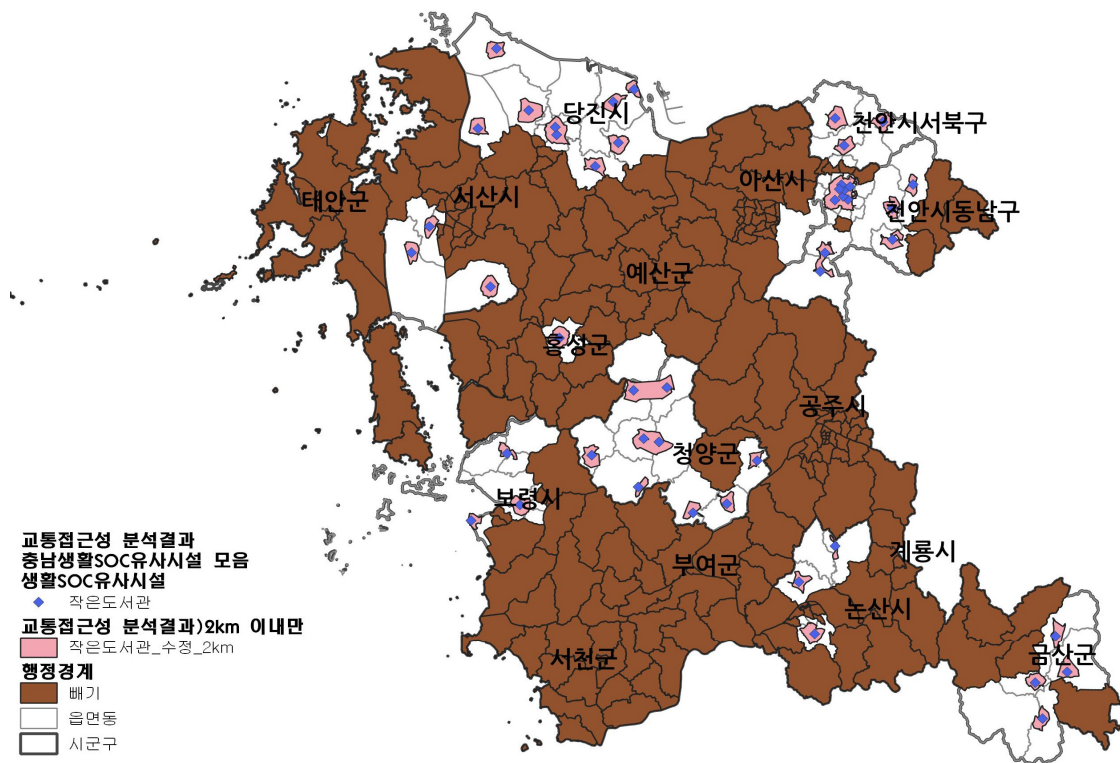 당진시
천안시서북구
아산시
태안군
서산시
천안시동남구
예산군
홍성군
공주시
청양군
보령시
부여군
계룡시
논산시
서천군
금산군
교통접근성 분석결과
충남생활SOC유사시설 모음
생활SOC유사시설
작은도서관
교통접근성 분석결과)2km 이내만
작은도서관_수정_2km
행정경계
빼기
읍면동
시군구